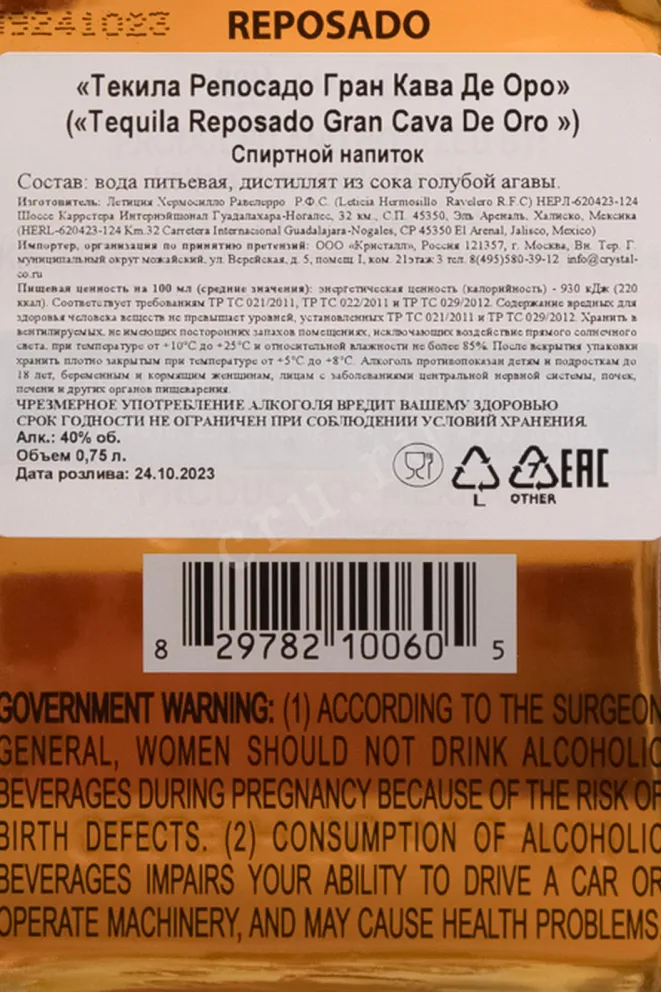 9241023
REPOSADO
«Текила Репосадо Гран Кава Де Оро»
(«Tequila Reposado Gran Cava De Oro »)
Спиртной напиток
Состав: вода питьевая, дистиллят из сока голубой агавы.
Изготовитель: Летиция Хермосилло Равелерро Р.Ф.С. (Leticia Hermosillo Ravelero R.F.C) НЕРЛ-620423-124
Шоссе Каррстера Интернэйшонал Гуадалахара-Ногалес, 32 км., С.П. 45350, Эль Ареналь, Халиско, Мексика
(HERL-620423-124 Km.32 Carretera Internacional Guadalajara-Nogales, CP 45350 El Arenal, Jalisco, Mexico)
Импортер, организация по принятию претензий: ООО «Кристалл», Россия 121357, г. Москва, Вн. Тер. Г.
муниципальный округ можайский, ул. Верейская, д. 5, помещ I, ком. 21этаж 3 тел. 8(495)580-39-12 info@crystal-
co.ru
Пищевая ценность на 100 мл (средние значения): энергетическая ценность (калорийность) - 930 кДж (220
ккал). Соответствует требованиям ТР ТС 021/2011, ТР ТС 022/2011 и ТР ТС 029/2012. Содержание вредных для
здоровья человека веществ не превышает уровней, установленных ТР ТС 021/2011 и ТР ТС 029/2012. Хранить в
вентилируемых, не имеющих посторонних запахов помещениях, исключающих воздействие прямого солнечного
света, при температуре от +10°С до +25°С и относительной влажности не более 85%. После вскрытия упаковки
хранить плотно закрытым при температуре от +5°С до +8°С. Алкоголь противопоказан детям и подросткам до
18 лет, беременным и кормящим женщинам, лицам с заболеваниями центральной нервной системы, почек,
печени и других органов пищеварения.
ЧРЕЗМЕРНОЕ УПОТРЕБЛЕНИЕ АЛКОГОЛЯ ВРЕДИТ ВАШЕМУ ЗДОРОВЬЮ
СРОК ГОДНОСТИ НЕ ОГРАНИЧЕН ПРИ СОБЛЮДЕНИИ УСЛОВИЙ ХРАНЕНИЯ.
Алк.: 40% об.
Объем 0,75 л.
Дата розлива: 24.10.2023
7 EAC
L OTHER
cru.ru
8 29782 10060 5
GOVERNMENT WARNING: (1) ACCORDING TO THE SURGEON
GENERAL, WOMEN SHOULD NOT DRINK ALCOHOLIC
BEVERAGES DURING PREGNANCY BECAUSE OF THE RISK OF
BIRTH DEFECTS. (2) CONSUMPTION OF ALCOHOLIC
BEVERAGES IMPAIRS YOUR ABILITY TO DRIVE A CAR OR
OPERATE MACHINERY, AND MAY CAUSE HEALTH PROBLEMS